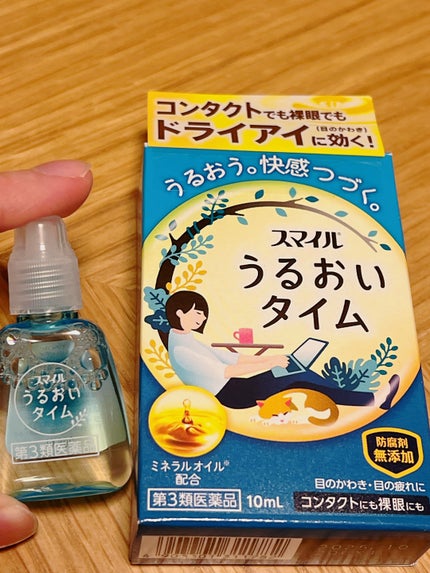 コンタクトでも裸眼でも
ドライアイ(目のかわき)に効く!
うるおう。快感つづく。
スマイル®
うるおい
タイム
ミネラルオイル※
配合
第3類医薬品 10mL
防腐剤
無添加
目のかわき・目の疲れに
コンタクトにも裸眼にも
スマイル
うるおい
タイム
第3類医薬品